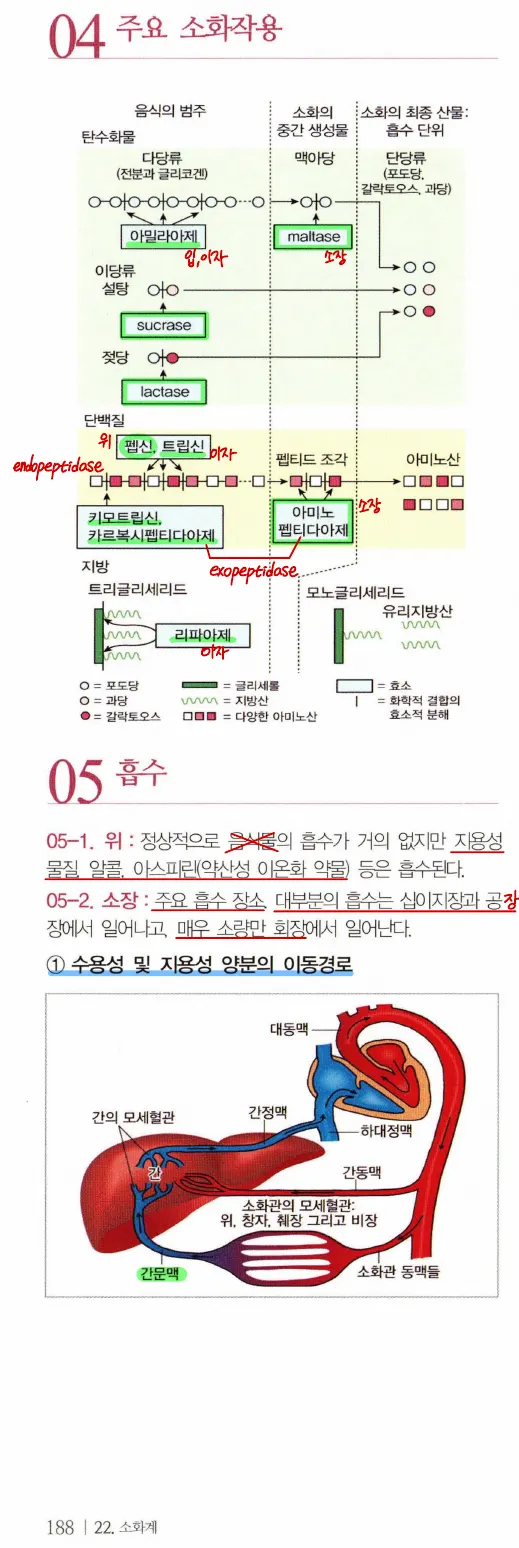 04 주요 소화작용
음식의 범주
소화의
중간 생성물
소화의 최종 산물:
흡수 단위
탄수화물
다당류
(전분과 글리코겐)
맥아당
단당류
(포도당,
갈락토오스, 과당)
아밀라아제
입,이자
maltase
소장
이당류
설탕
sucrase
젖당
lactase
단백질
위
펩신, 트립신
이자
endopeptidase
펩티드 조각
아미노산
키모트립신,
카르복시펩티다아제
아미노
펩티다아제
소장
exopeptidase
지방
트리글리세리드
모노글리세리드
유리지방산
리파아제
이자
= 포도당
= 글리세롤
= 효소
= 과당
= 지방산
= 화학적 결합의
효소적 분해
= 갈락토오스
= 다양한 아미노산
05 흡수
05-1. 위 : 정상적으로 음식물의 흡수가 거의 없지만 지용성
물질, 알콜, 아스피린(약산성 이온화 약물) 등은 흡수된다.
05-2. 소장 : 주요 흡수 장소. 대부분의 흡수는 십이지장과 공장
장에서 일어나고, 매우 소량만 회장에서 일어난다.
① 수용성 및 지용성 양분의 이동경로
대동맥
간의 모세혈관
간정맥
하대정맥
간
간동맥
소화관의 모세혈관:
위, 창자, 췌장 그리고 비장
간문맥
소화관 동맥들
188 | 22. 소화계